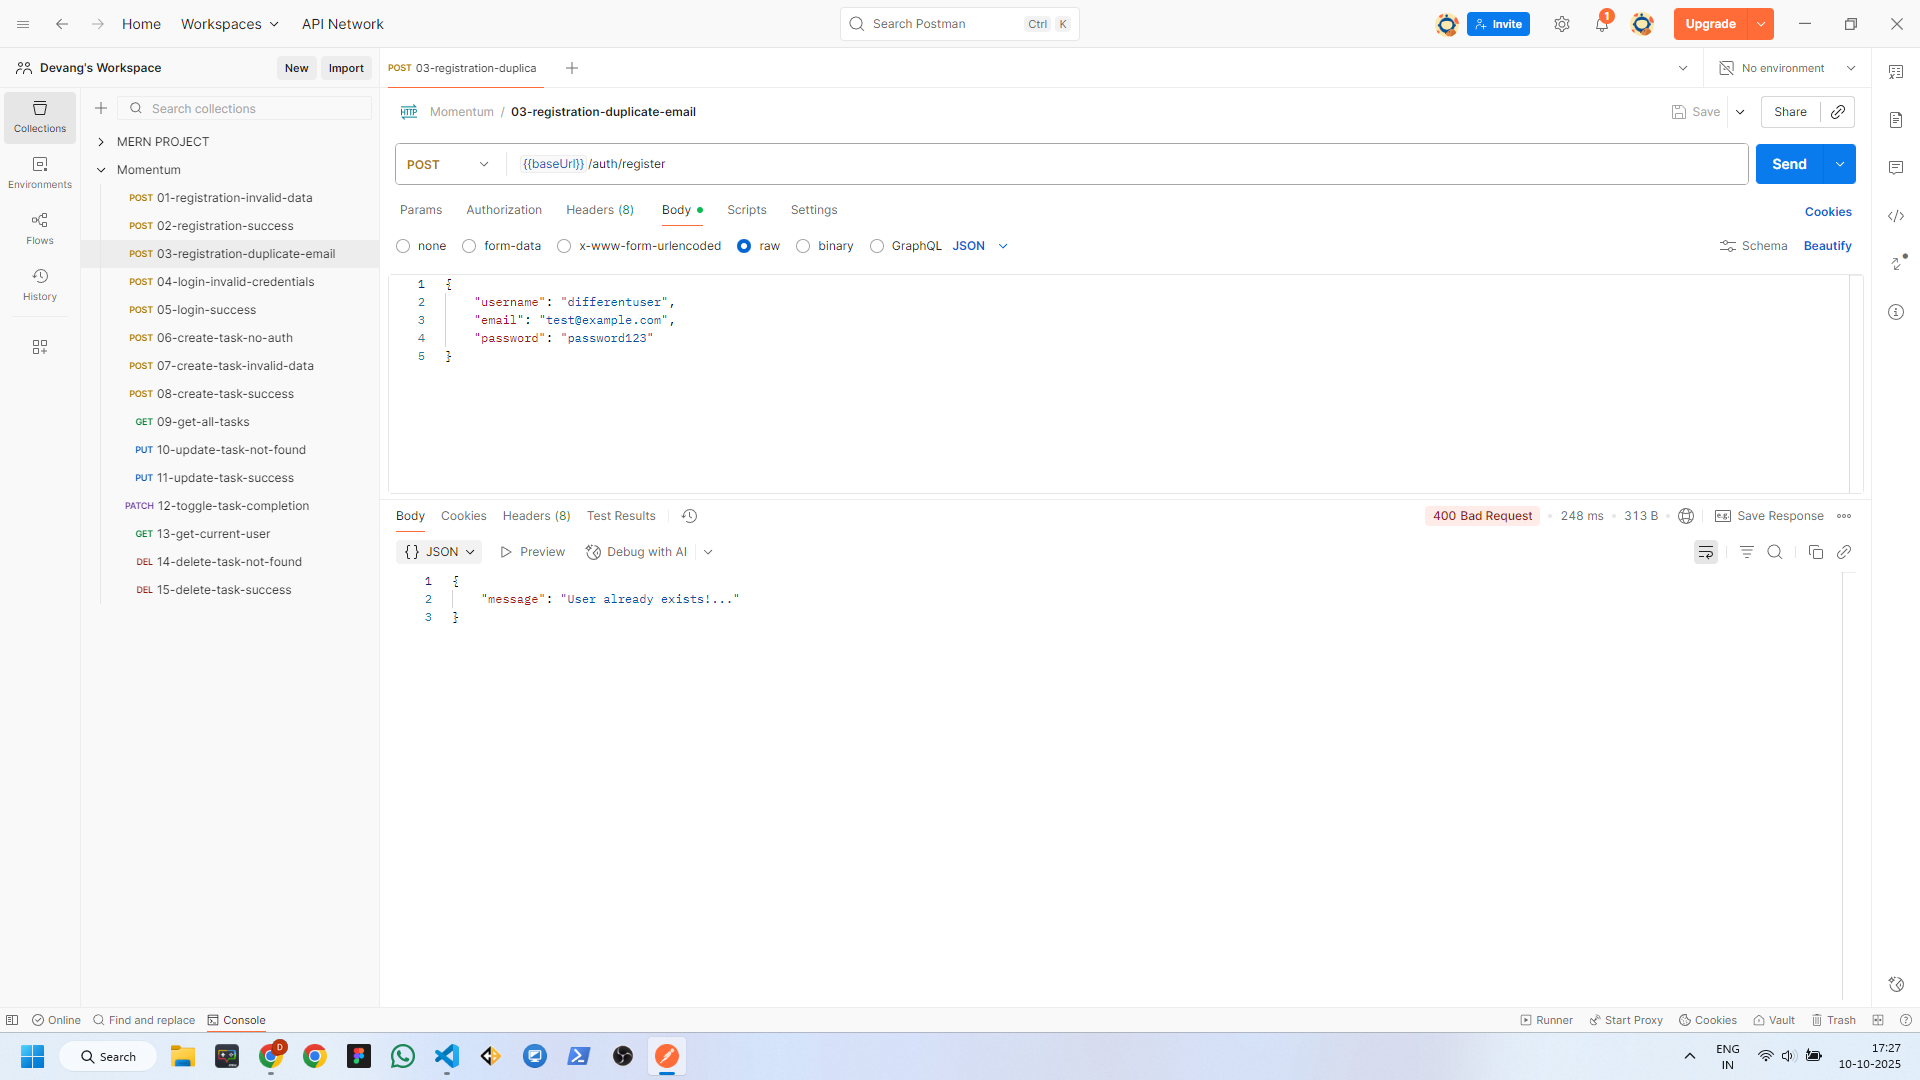 Home Workspaces API Network Search Postman Ctrl K Invite 1 Upgrade
Devang's Workspace New Import POST 03-registration-duplica No environment
Collections
Environments
Flows
History
Search collections
MERN PROJECT
Momentum
POST 01-registration-invalid-data
POST 02-registration-success
POST 03-registration-duplicate-email
POST 04-login-invalid-credentials
POST 05-login-success
POST 06-create-task-no-auth
POST 07-create-task-invalid-data
POST 08-create-task-success
GET 09-get-all-tasks
PUT 10-update-task-not-found
PUT 11-update-task-success
PATCH 12-toggle-task-completion
GET 13-get-current-user
DEL 14-delete-task-not-found
DEL 15-delete-task-success
HTTP Momentum / 03-registration-duplicate-email Save Share
POST {{baseUrl}} /auth/register Send
Params Authorization Headers (8) Body Scripts Settings Cookies
none form-data x-www-form-urlencoded raw binary GraphQL JSON Schema Beautify
1 {
2 "username": "differentuser",
3 "email": "test@example.com",
4 "password": "password123"
5 }
Body Cookies Headers (8) Test Results 400 Bad Request 248 ms 313 B e.g. Save Response
{} JSON Preview Debug with AI
1 {
2 "message": "User already exists!..."
3 }
Online Find and replace Console Runner Start Proxy Cookies Vault Trash
Search D ENG 17:27
IN 10-10-2025